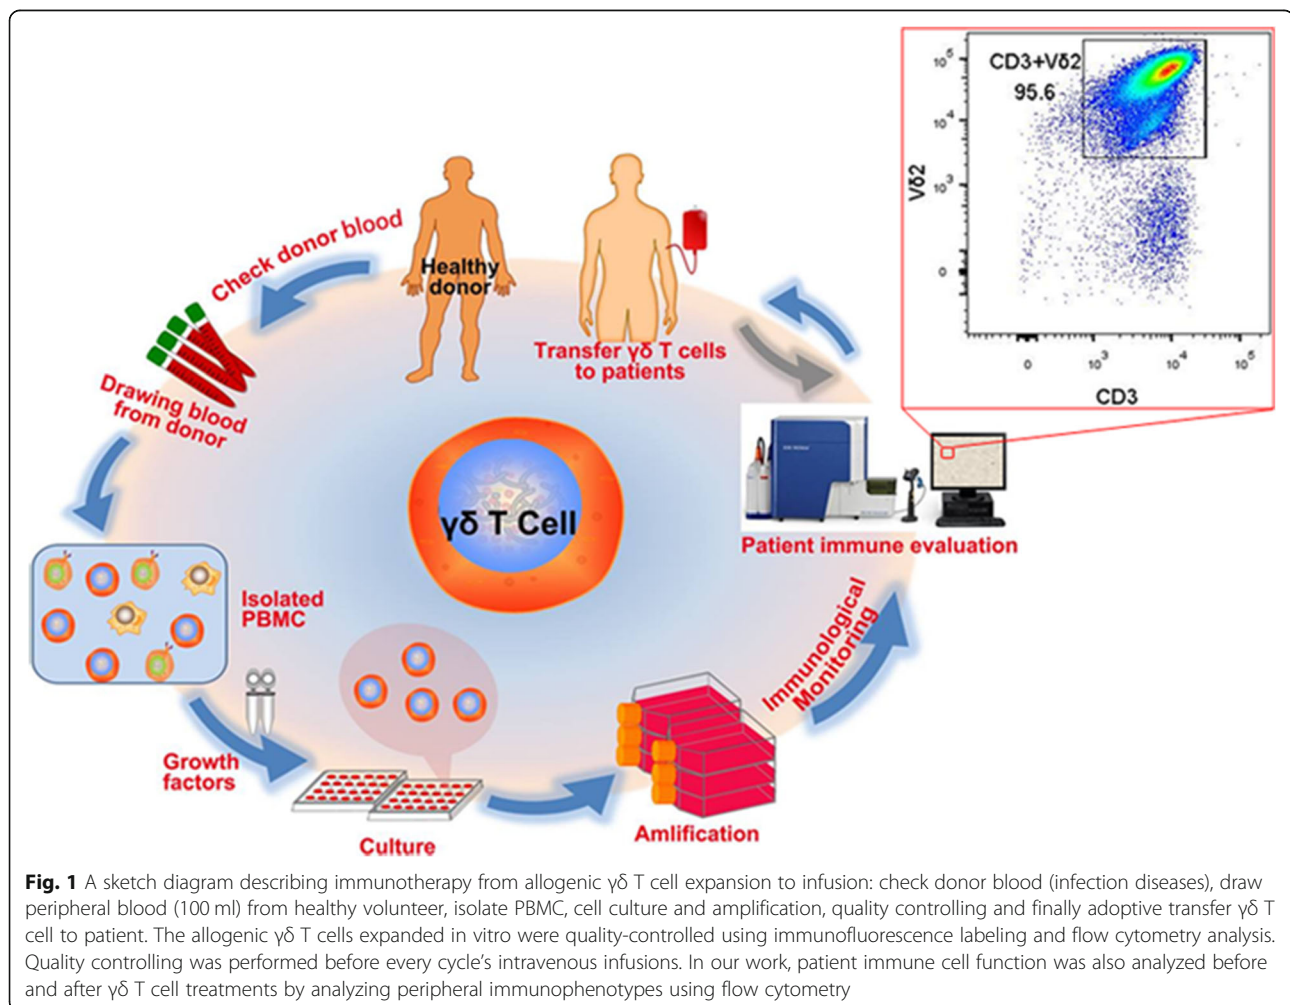 CD3+Vδ2
95.6
10⁵
10⁴
10³
0
Vδ2
0
10³
10⁴
10⁵
CD3
Check donor blood
Healthy
donor
Transfer γδ T cells
to patients
Drawing blood
from donor
γδ T Cell
Patient immune evaluation
Isolated
PBMC
Immunological
Monitoring
Growth
factors
Culture
Amlification
Fig. 1 A sketch diagram describing immunotherapy from allogenic γδ T cell expansion to infusion: check donor blood (infection diseases), draw
peripheral blood (100 ml) from healthy volunteer, isolate PBMC, cell culture and amplification, quality controlling and finally adoptive transfer γδ T
cell to patient. The allogenic γδ T cells expanded in vitro were quality-controlled using immunofluorescence labeling and flow cytometry analysis.
Quality controlling was performed before every cycle's intravenous infusions. In our work, patient immune cell function was also analyzed before
and after γδ T cell treatments by analyzing peripheral immunophenotypes using flow cytometry